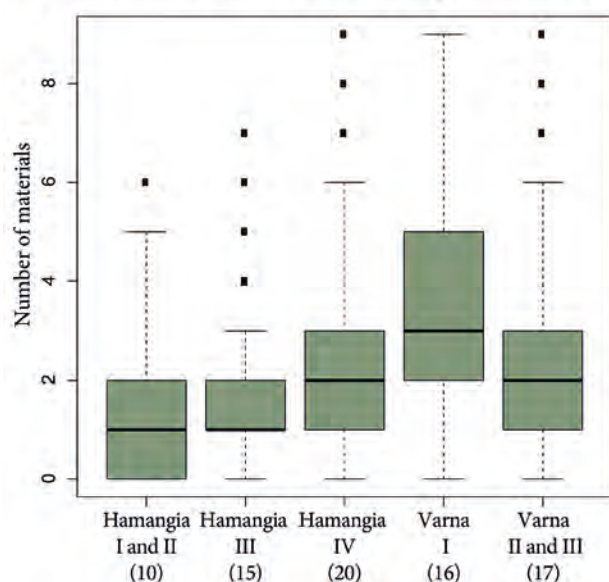 Number of materials
8
6
4
2
0
Hamangia I and II (10)
Hamangia III (15)
Hamangia IV (20)
Varna I (16)
Varna II and III (17)